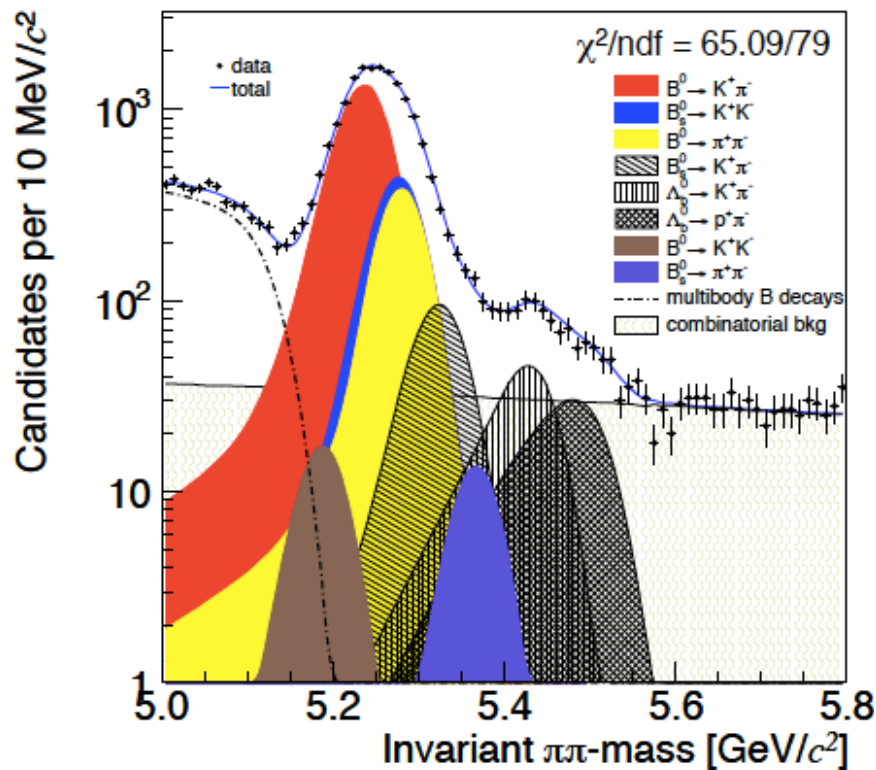 Candidates per 10 MeV/c²
10³
10²
10
1
χ²/ndf = 65.09/79
data
total
B⁰→ K⁺π⁻
B⁰ₛ→ K⁺K⁻
B⁰→ π⁺π⁻
B⁰ₛ→ K⁺π⁻
Λ⁰_b→ K⁺π⁻
Λ⁰_b→ p⁺π⁻
B⁰→ K⁺K⁻
B⁰ₛ→ π⁺π⁻
multibody B decays
combinatorial bkg
5.0 5.2 5.4 5.6 5.8
Invariant ππ-mass [GeV/c²]